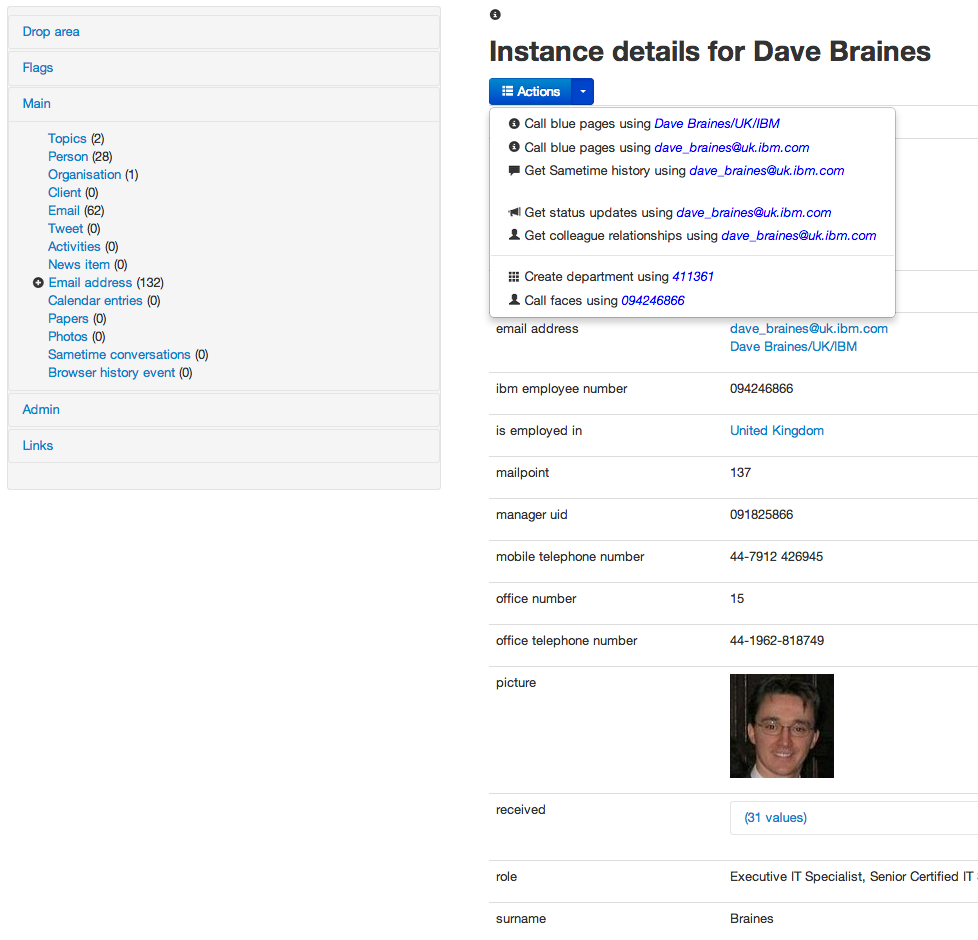 Drop area
Flags
Main
Topics (2)
Person (28)
Organisation (1)
Client (0)
Email (62)
Tweet (0)
Activities (0)
News item (0)
Email address (132)
Calendar entries (0)
Papers (0)
Photos (0)
Sametime conversations (0)
Browser history event (0)
Admin
Links
Instance details for Dave Braines
Actions
Call blue pages using Dave Braines/UK/IBM
Call blue pages using dave_braines@uk.ibm.com
Get Sametime history using dave_braines@uk.ibm.com
Get status updates using dave_braines@uk.ibm.com
Get colleague relationships using dave_braines@uk.ibm.com
Create department using 411361
Call faces using 094246866
email address dave_braines@uk.ibm.com
Dave Braines/UK/IBM
ibm employee number 094246866
is employed in United Kingdom
mailpoint 137
manager uid 091825866
mobile telephone number 44-7912 426945
office number 15
office telephone number 44-1962-818749
picture
received (31 values)
role Executive IT Specialist, Senior Certified IT
surname Braines